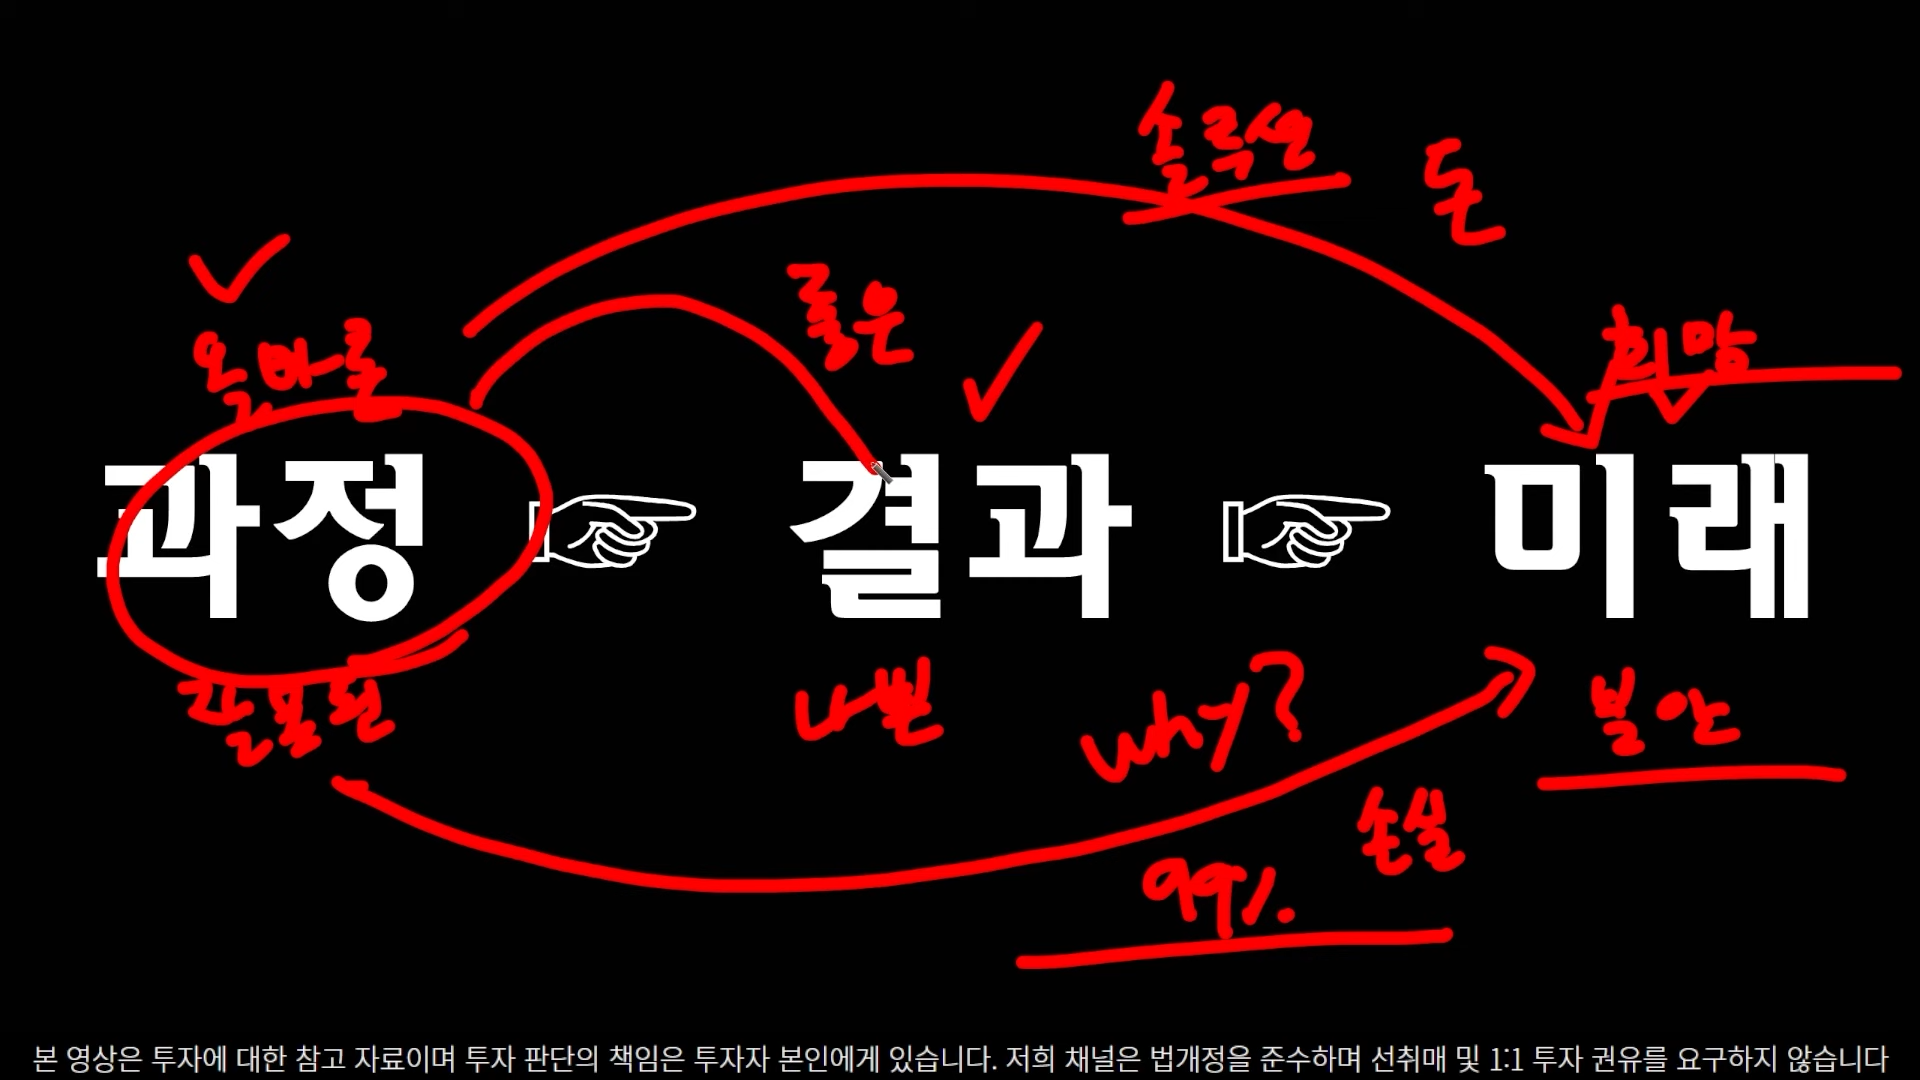 솔루션
돈
좋은
희망
올바른
과정 결과 미래
잘못된
나쁜
why?
불안
손실
99%
본 영상은 투자에 대한 참고 자료이며 투자 판단의 책임은 투자자 본인에게 있습니다. 저희 채널은 법개정을 준수하며 선취매 및 1:1 투자 권유를 요구하지 않습니다